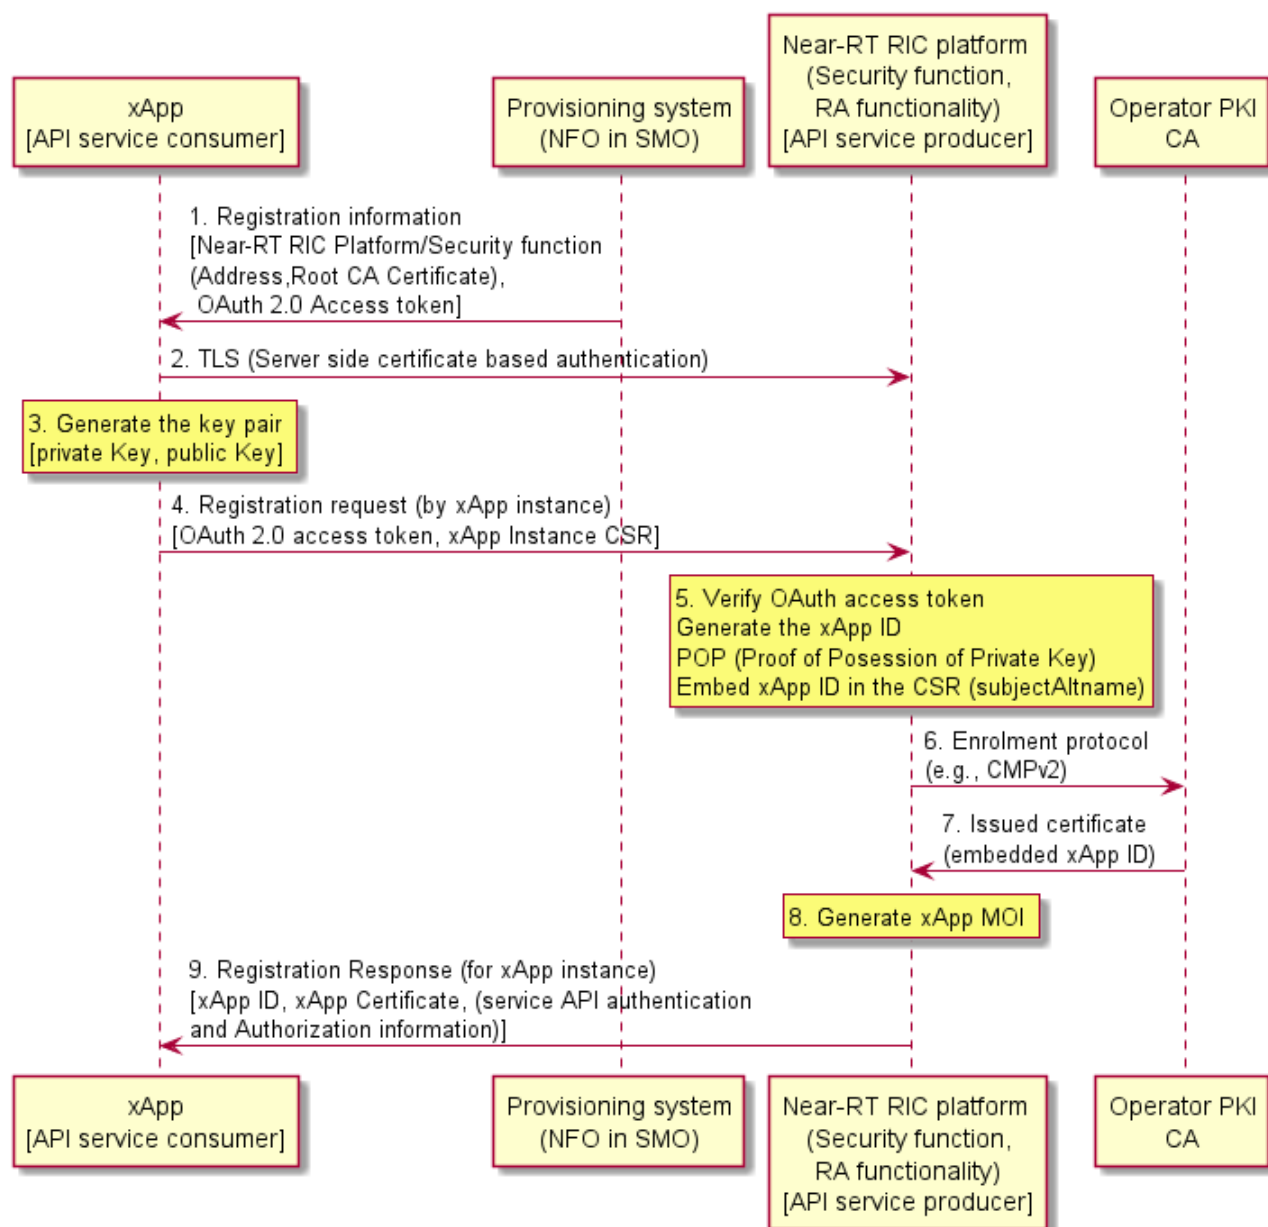 xApp
[API service consumer]
Provisioning system
(NFO in SMO)
Near-RT RIC platform
(Security function,
RA functionality)
[API service producer]
Operator PKI
CA
1. Registration information
[Near-RT RIC Platform/Security function
(Address,Root CA Certificate),
OAuth 2.0 Access token]
2. TLS (Server side certificate based authentication)
3. Generate the key pair
[private Key, public Key]
4. Registration request (by xApp instance)
[OAuth 2.0 access token, xApp Instance CSR]
5. Verify OAuth access token
Generate the xApp ID
POP (Proof of Posession of Private Key)
Embed xApp ID in the CSR (subjectAltname)
6. Enrolment protocol
(e.g., CMPv2)
7. Issued certificate
(embedded xApp ID)
8. Generate xApp MOI
9. Registration Response (for xApp instance)
[xApp ID, xApp Certificate, (service API authentication
and Authorization information)]
xApp
[API service consumer]
Provisioning system
(NFO in SMO)
Near-RT RIC platform
(Security function,
RA functionality)
[API service producer]
Operator PKI
CA